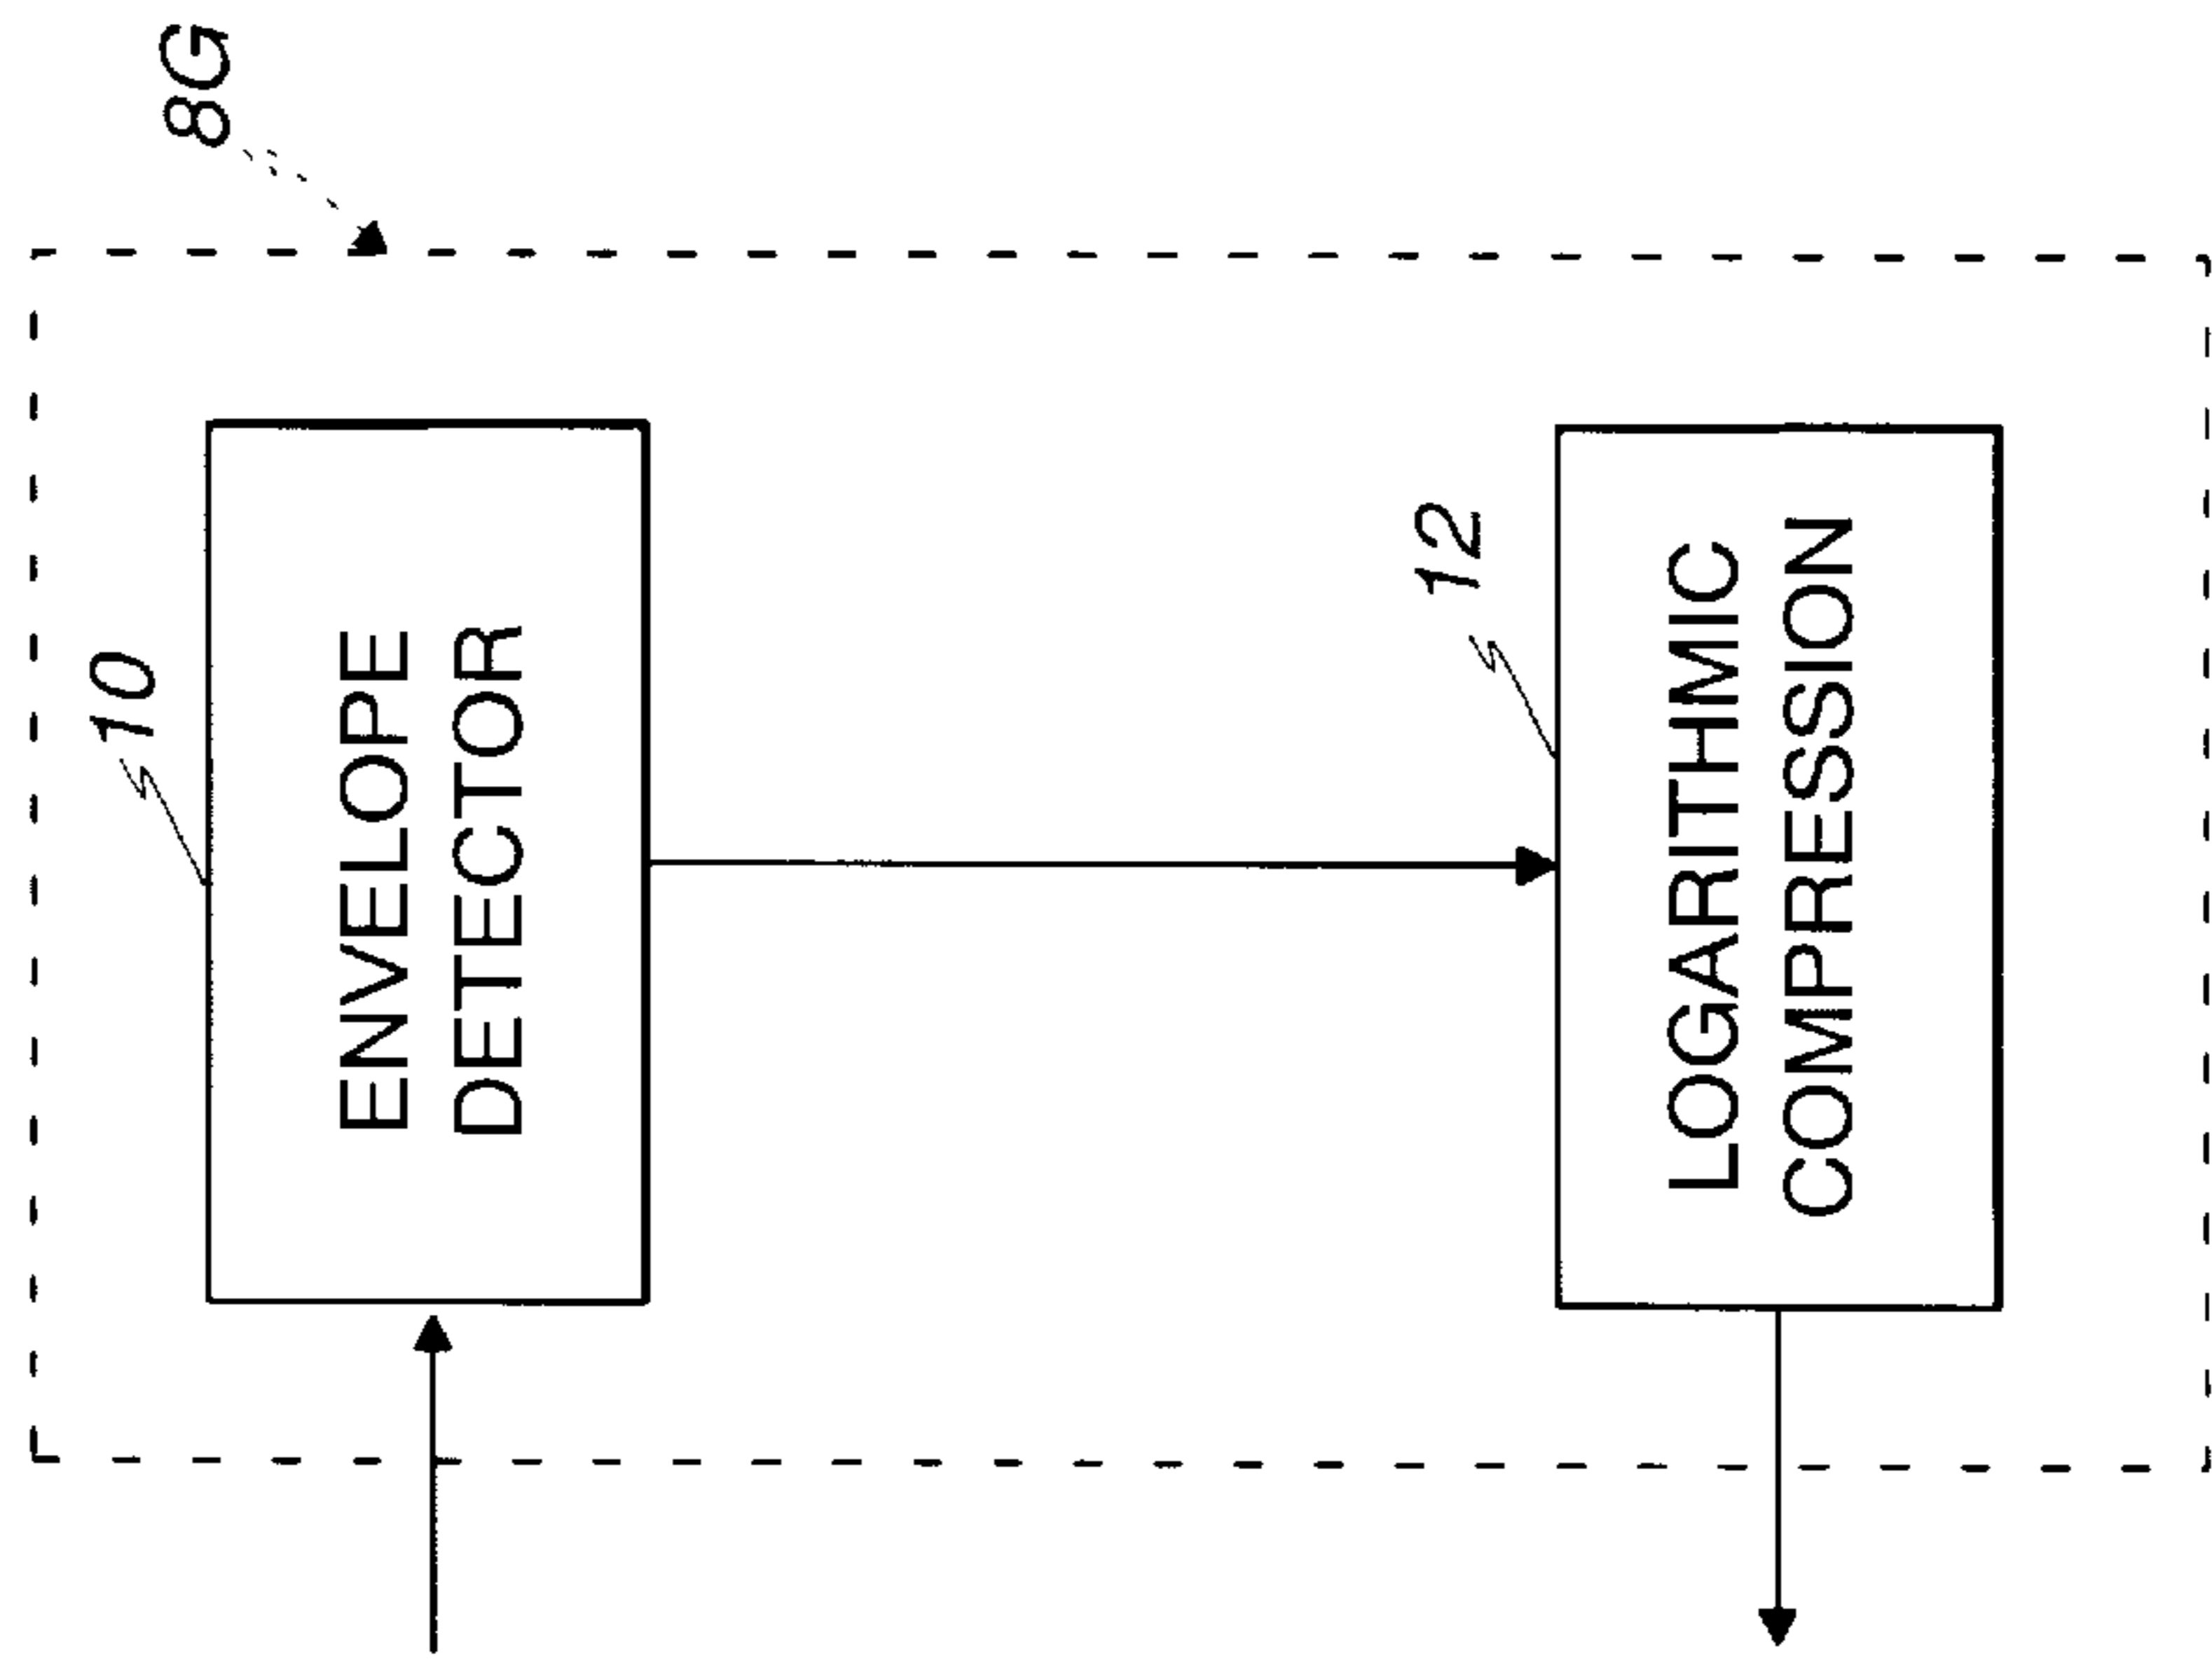 8G
10
ENVELOPE
DETECTOR
12
LOGARITHMIC
COMPRESSION